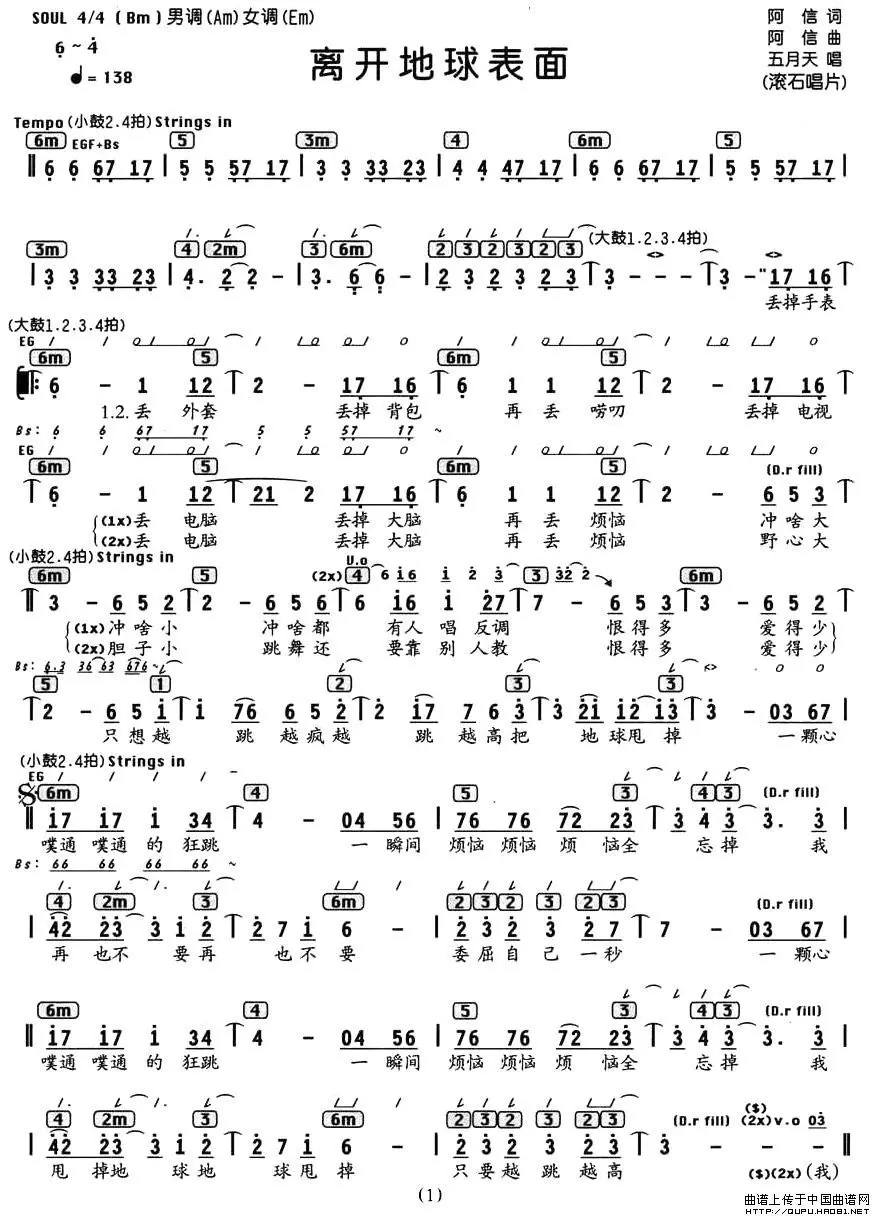 SOUL 4/4 (Bm) 男调(Am)女调(Em)
6 ~ 4
♩= 138
离开地球表面
阿 信 词
阿 信 曲
五月天 唱
(滚石唱片)
Tempo(小鼓2.4拍)Strings in
6m EGF+Bs 5 3m 4 6m 5
‖ 6 6 67 17 | 5 5 57 17 | 3 3 33 23 | 4 4 47 17 | 6 6 67 17 | 5 5 57 17 |
3m 4 2m 3 6m 2 3 2 3 2 3 (大鼓1.2.3.4拍)
| 3 3 33 23 | 4. 2 2 - | 3. 6 6 - | 2 3 2 3 2 3 | 3 - - - | 3 - " 17 16
丢掉手表
(大鼓1.2.3.4拍)
EG
6m 5 6m 5
6 - 1 12 2 - 17 16 6 - 1 12 2 - 17 16
1.2.丢 外套 丢掉 背包 再 丢 唠叨 丢掉 电视
Bs: 6 6 67 17 5 5 57 17 ~
EG
6m 5 6m 5 (D.r fill)
6 - 1 12 21 2 17 16 6 - 1 12 2 - 6 5 3
(1x)丢 电脑 丢掉 大脑 再 丢 烦恼 冲啥大
(2x)丢 电脑 丢掉 大脑 再 丢 烦恼 野心大
(小鼓2.4拍)Strings in
6m 5 (2x) V.o 4 6 16 1 2 3 3 32 2 6m
‖ 3 - 6 5 2 2 - 6 5 6 6 16 1 27 7 - 6 5 3 3 - 6 5 2
(1x)冲啥小 冲啥都 有人 唱 反调 恨得多 爱得少
(2x)胆子小 跳舞还 要靠 别 人教 恨得多 爱得少
Bs: 6.3 36 63 676 ~
5 1 2 3 3
2 - 6 5 1 1 76 6 5 2 2 17 7 6 3 3 21 12 13 3 - 03 67 |
只想越 跳 越疯越 跳 越高把 地 球甩 掉 一颗心
(小鼓2.4拍)Strings in
EG
6m 4 5 3 4 3 (D.r fill)
‖ 17 17 1 34 4 - 04 56 | 76 76 72 23 3 4 3 3. 3 |
噗通 噗通 的 狂跳 一 瞬间 烦恼 烦恼 烦 恼全 忘掉 我
Bs: 66 66 66 66 ~
4 2m 3 6m 2 3 2 3 2 3 (D.r fill)
| 42 23 3 1 2 2 7 1 6 - | 2 3 2 3 2 7 7 - 03 67 |
再 也不 要再 也不 要 委屈自 己 一秒 一颗心
6m 4 5 3 4 3 (D.r fill)
‖ 17 17 1 34 4 - 04 56 | 76 76 72 23 3 4 3 3. 3 |
噗通 噗通 的 狂跳 一 瞬间 烦恼 烦恼 烦 恼全 忘掉 我
4 2m 3 6m 2 3 2 3 2 3 (D.r fill) ($) (2x)v.o 03
| 42 23 3 1 2 2 7 1 6 - | 2 3 2 3 2 3 3 - - - ‖
甩 掉地 球地 球甩 掉 只要越 跳 越高 ($)(2x)(我)
(1)
曲谱上传于中国曲谱网
HTTP://QUPU.HAO81.NET